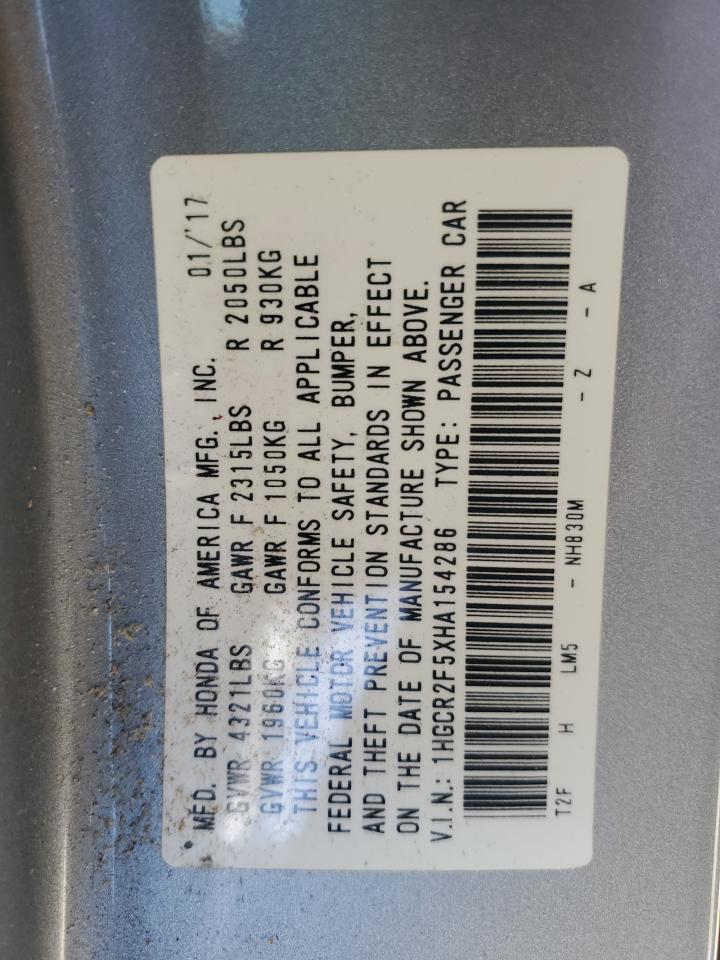 MFD. BY HONDA OF AMERICA MFG., INC. 01/'17
GVWR 4321LBS GAWR F 2315LBS R 2050LBS
GVWR 1960KG GAWR F 1050KG R 930KG
THIS VEHICLE CONFORMS TO ALL APPLICABLE
FEDERAL MOTOR VEHICLE SAFETY, BUMPER,
AND THEFT PREVENTION STANDARDS IN EFFECT
ON THE DATE OF MANUFACTURE SHOWN ABOVE.
V.I.N.: 1HGCR2F5XHA154286 TYPE: PASSENGER CAR
T2F H LM5 - NH830M - Z - A